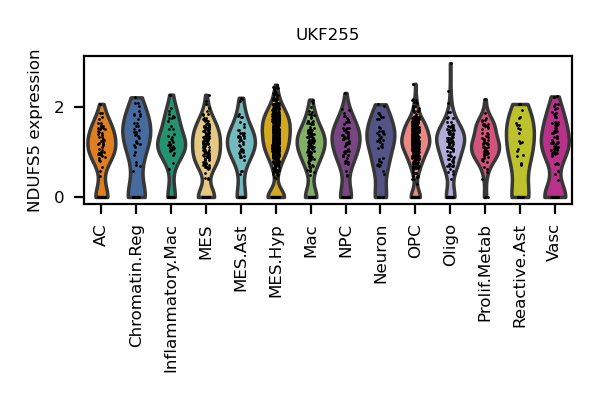 UKF255
NDUFS5 expression
2
0
AC
Chromatin.Reg
Inflammatory.Mac
MES
MES.Ast
MES.Hyp
Mac
NPC
Neuron
OPC
Oligo
Prolif.Metab
Reactive.Ast
Vasc